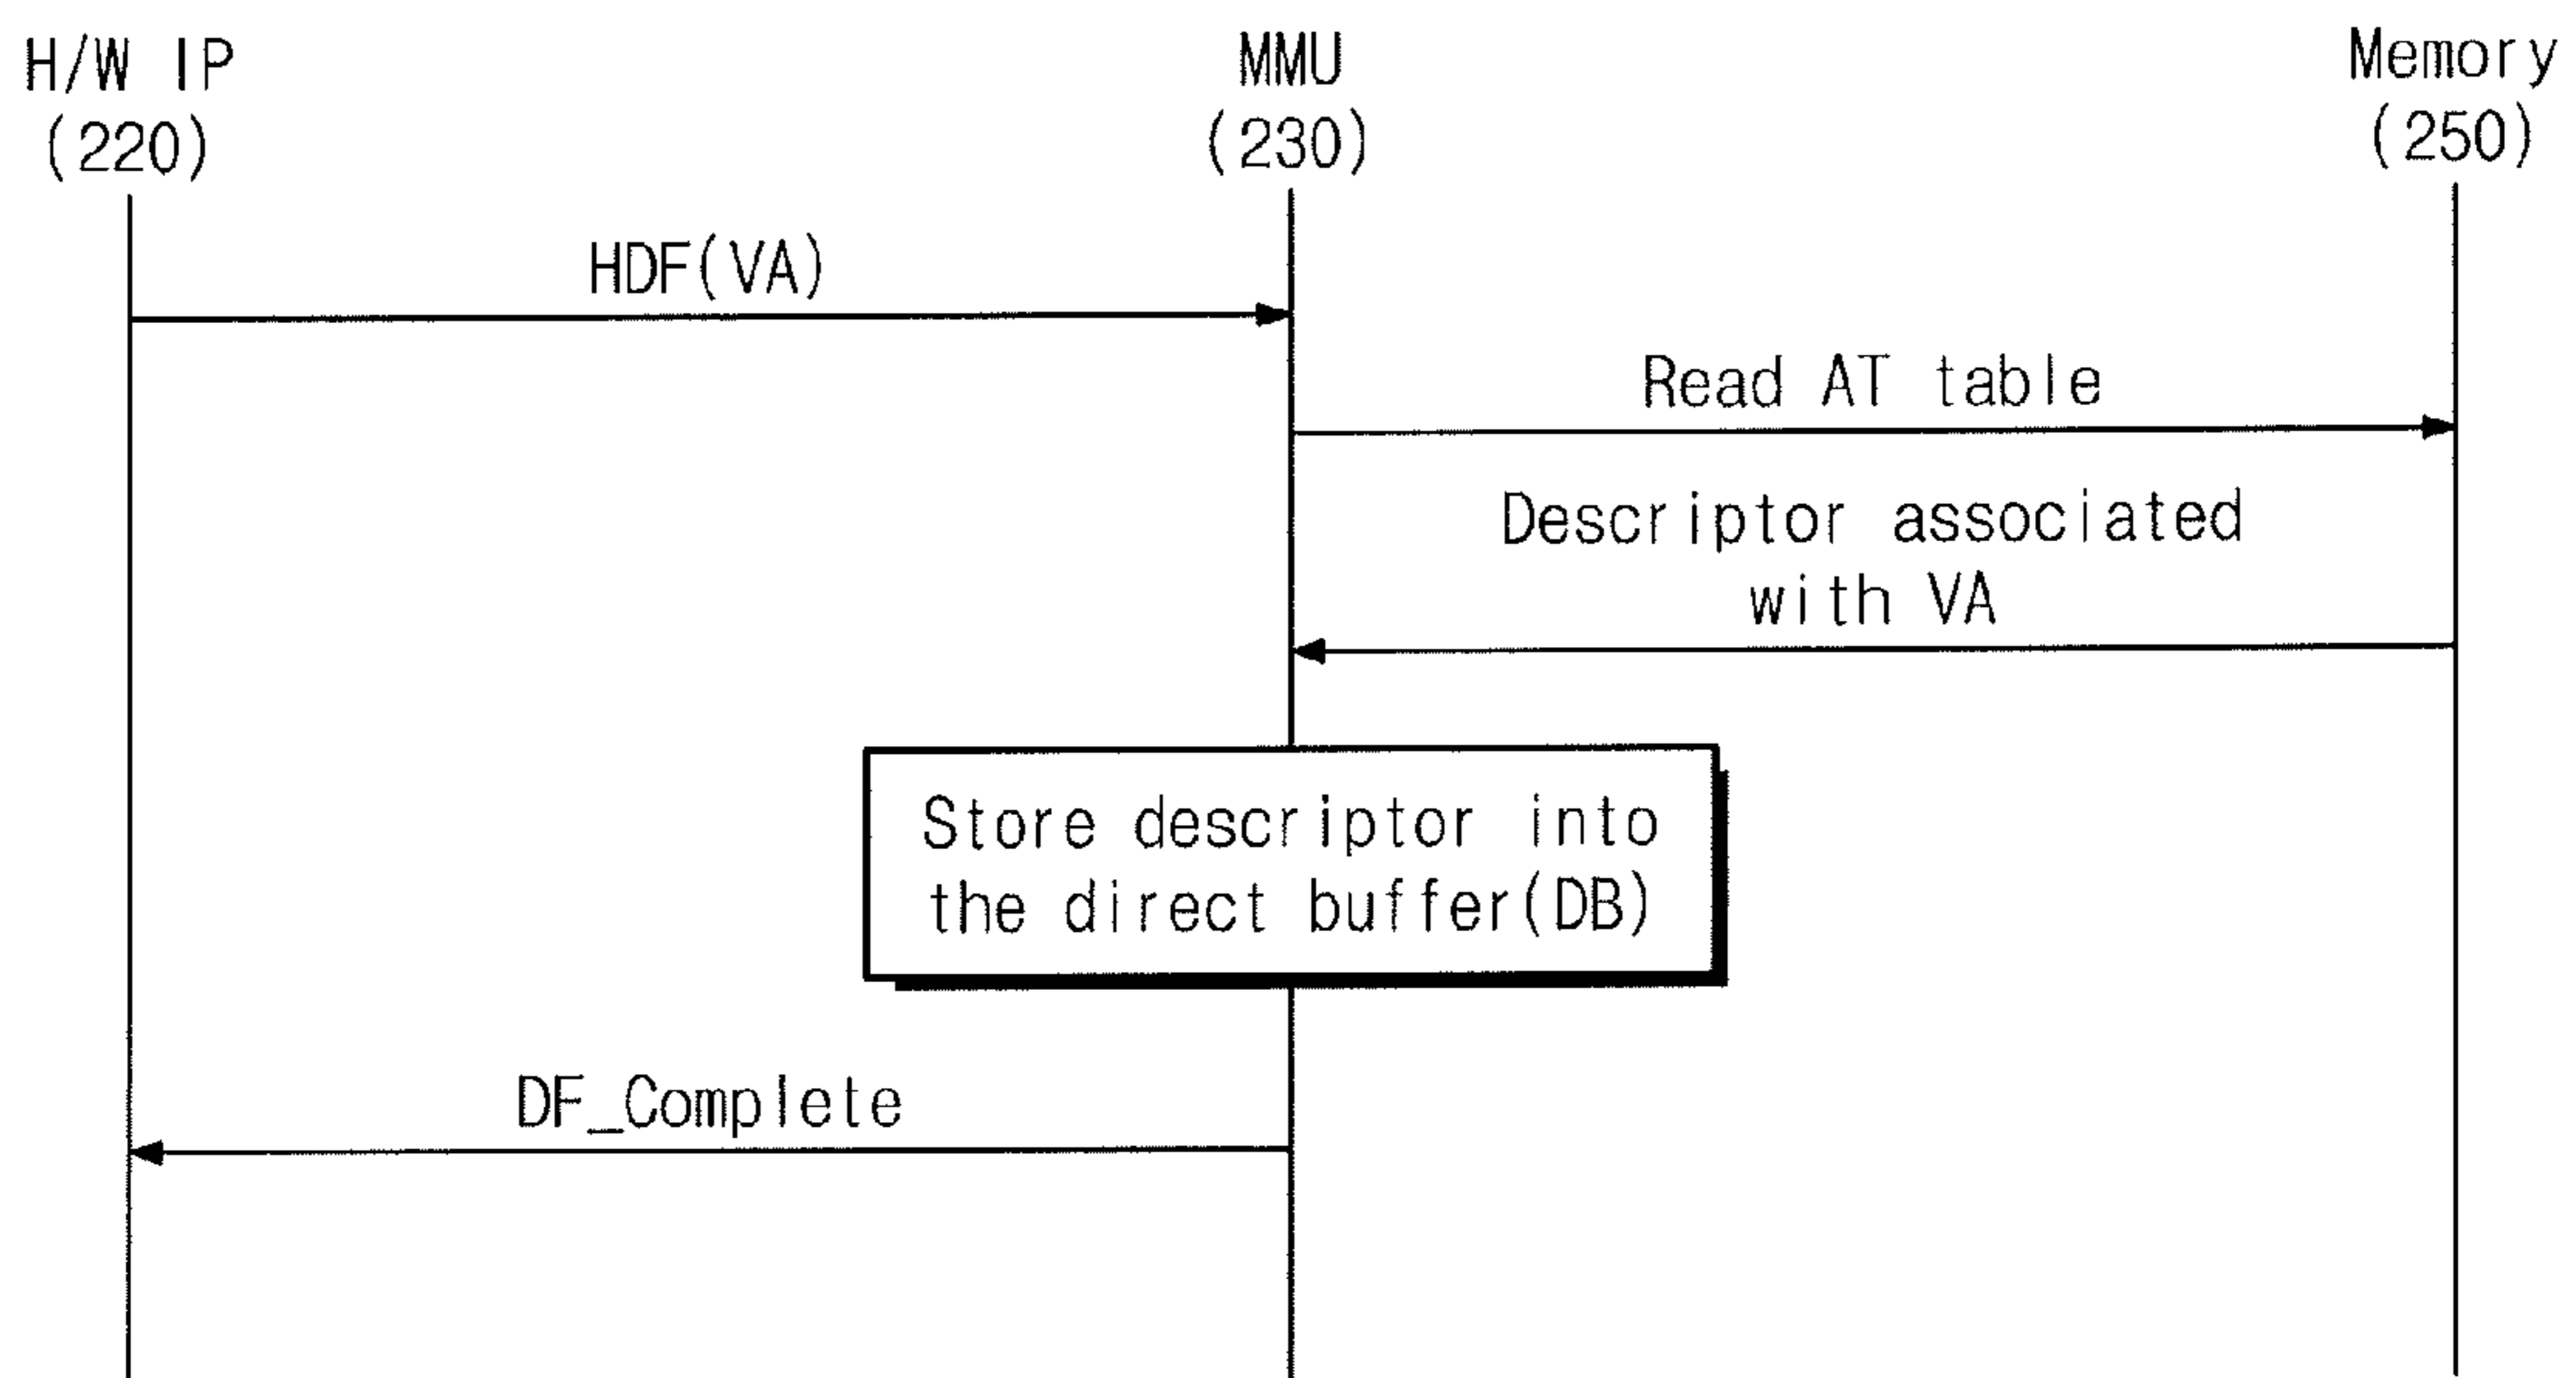 H/W IP
(220)
MMU
(230)
Memory
(250)
HDF(VA)
Read AT table
Descriptor associated
with VA
Store descriptor into
the direct buffer(DB)
DF_Complete